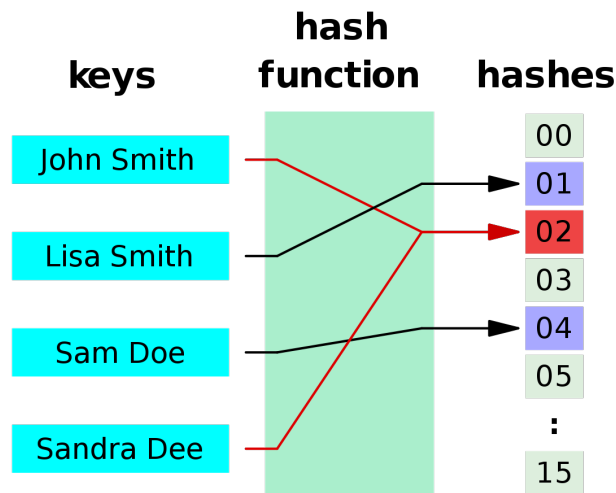 keys
hash
function
hashes
John Smith
Lisa Smith
Sam Doe
Sandra Dee
00
01
02
03
04
05
:
15